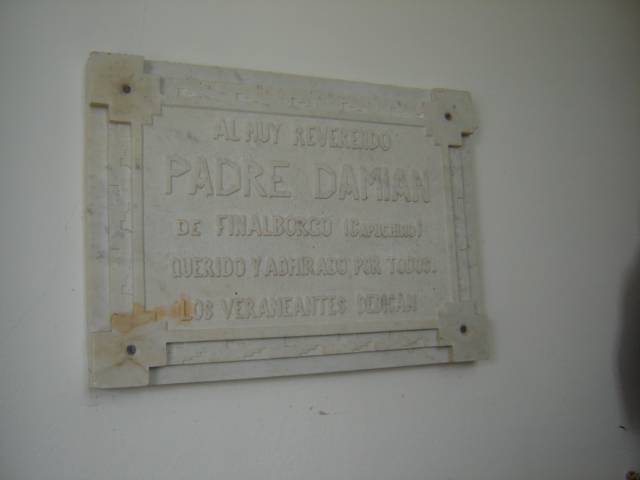 AL MUY REVERENDO
PADRE DAMIAN
DE FINALBORGO (CAPUCHINO)
QUERIDO Y ADMIRADO POR TODOS.
LOS VERANEANTES DEDICAN